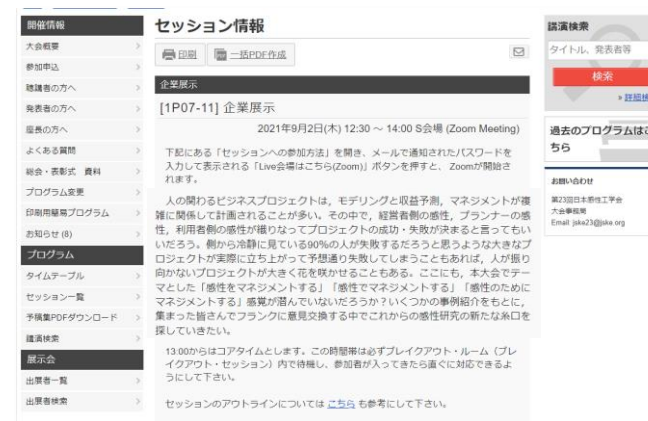 開催情報
大会概要
参加申込
聴講者の方へ
発表者の方へ
座長の方へ
よくある質問
総会・表彰式 資料
プログラム変更
印刷用簡易プログラム
お知らせ (8)
プログラム
タイムテーブル
セッション一覧
予稿集PDFダウンロード
講演検索
展示会
出展者一覧
出展者検索
セッション情報
印刷 一括PDF作成
企業展示
[1P07-11] 企業展示
2021年9月2日(木) 12:30 ～ 14:00 S会場 (Zoom Meeting)
下記にある「セッションへの参加方法」を開き、メールで通知されたパスワードを
入力して表示される「Live会場はこちら(Zoom)」ボタンを押すと、 Zoomが開始さ
れます。
人の関わるビジネスプロジェクトは，モデリングと収益予測，マネジメントが複
雑に関係して計画されることが多い。その中で，経営者側の感性，プランナーの感
性，利用者側の感性が織りなってプロジェクトの成功・失敗が決まると言ってもい
いだろう。側から冷静に見ている90%の人が失敗するだろうと思うような大きなプ
ロジェクトが実際に立ち上がって予想通り失敗してしまうこともあれば，人が振り
向かないプロジェクトが大きく花を咲かせることもある。ここにも，本大会でテー
マとした「感性をマネジメントする」「感性でマネジメントする」「感性のために
マネジメントする」感覚が潜んでいないだろうか？いくつかの事例紹介をもとに，
集まった皆さんでフランクに意見交換する中でこれからの感性研究の新たな糸口を
探していきたい。
13:00からはコアタイムとします。この時間帯は必ずブレイクアウト・ルーム（ブレ
イクアウト・セッション）内で待機し、参加者が入ってきたら直ぐに対応できるよ
うにして下さい。
セッションのアウトラインについては こちら も参考にして下さい。
講演検索
タイトル、発表者等
検索
» 詳細検
過去のプログラムはこ
ちら
お問い合わせ
第23回日本感性工学会
大会事務局
Email: jske23@jske.org